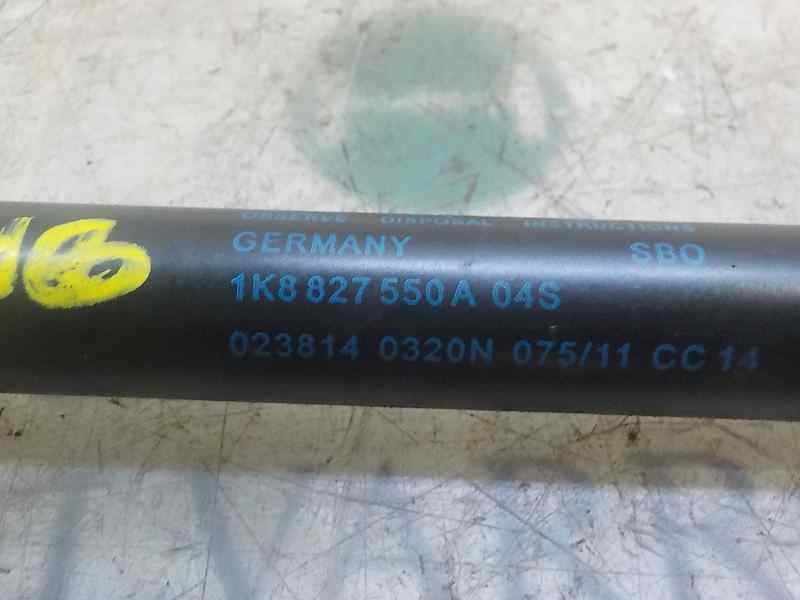 OBSERVE DISPOSAL INSTRUCTIONS
GERMANY SBO
1K8 827 550 A 04S
023814 0320N 075/11 CC 14